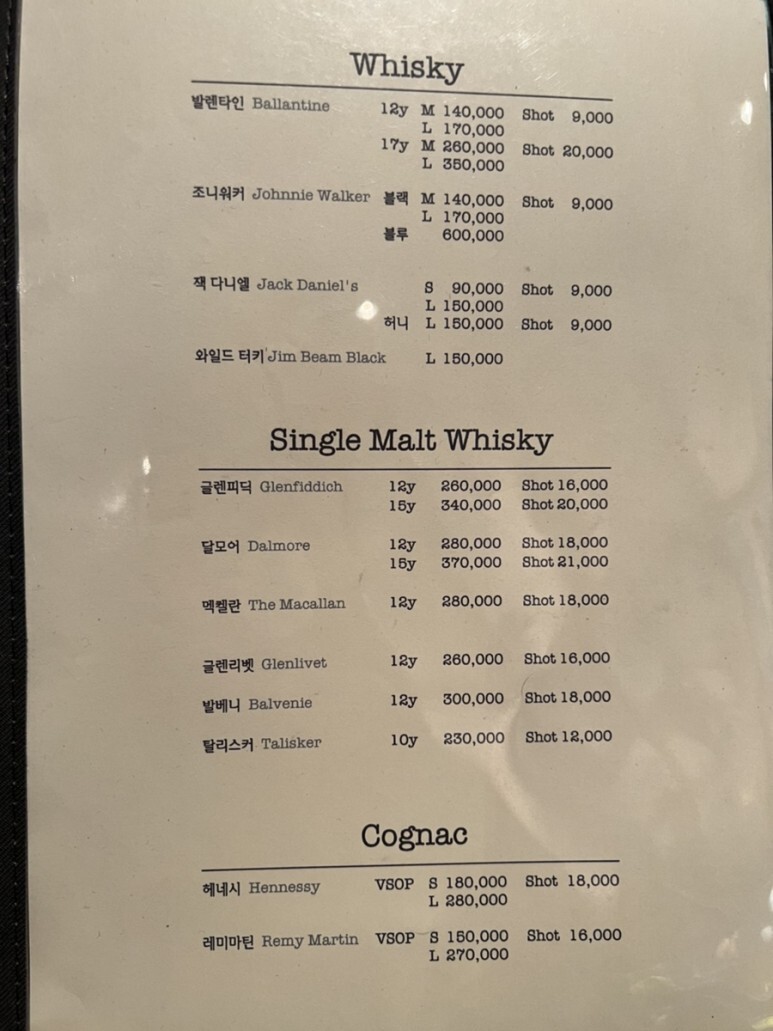 Whisky
발렌타인 Ballantine 12y M 140,000 Shot 9,000
L 170,000
17y M 260,000 Shot 20,000
L 350,000
조니워커 Johnnie Walker 블랙 M 140,000 Shot 9,000
L 170,000
블루 600,000
잭 다니엘 Jack Daniel's S 90,000 Shot 9,000
L 150,000
허니 L 150,000 Shot 9,000
와일드 터키 Jim Beam Black L 150,000
Single Malt Whisky
글렌피딕 Glenfiddich 12y 260,000 Shot 16,000
15y 340,000 Shot 20,000
달모어 Dalmore 12y 280,000 Shot 18,000
15y 370,000 Shot 21,000
멕켈란 The Macallan 12y 280,000 Shot 18,000
글렌리벳 Glenlivet 12y 260,000 Shot 16,000
발베니 Balvenie 12y 300,000 Shot 18,000
탈리스커 Talisker 10y 230,000 Shot 12,000
Cognac
헤네시 Hennessy VSOP S 180,000 Shot 18,000
L 280,000
레미마틴 Remy Martin VSOP S 150,000 Shot 16,000
L 270,000